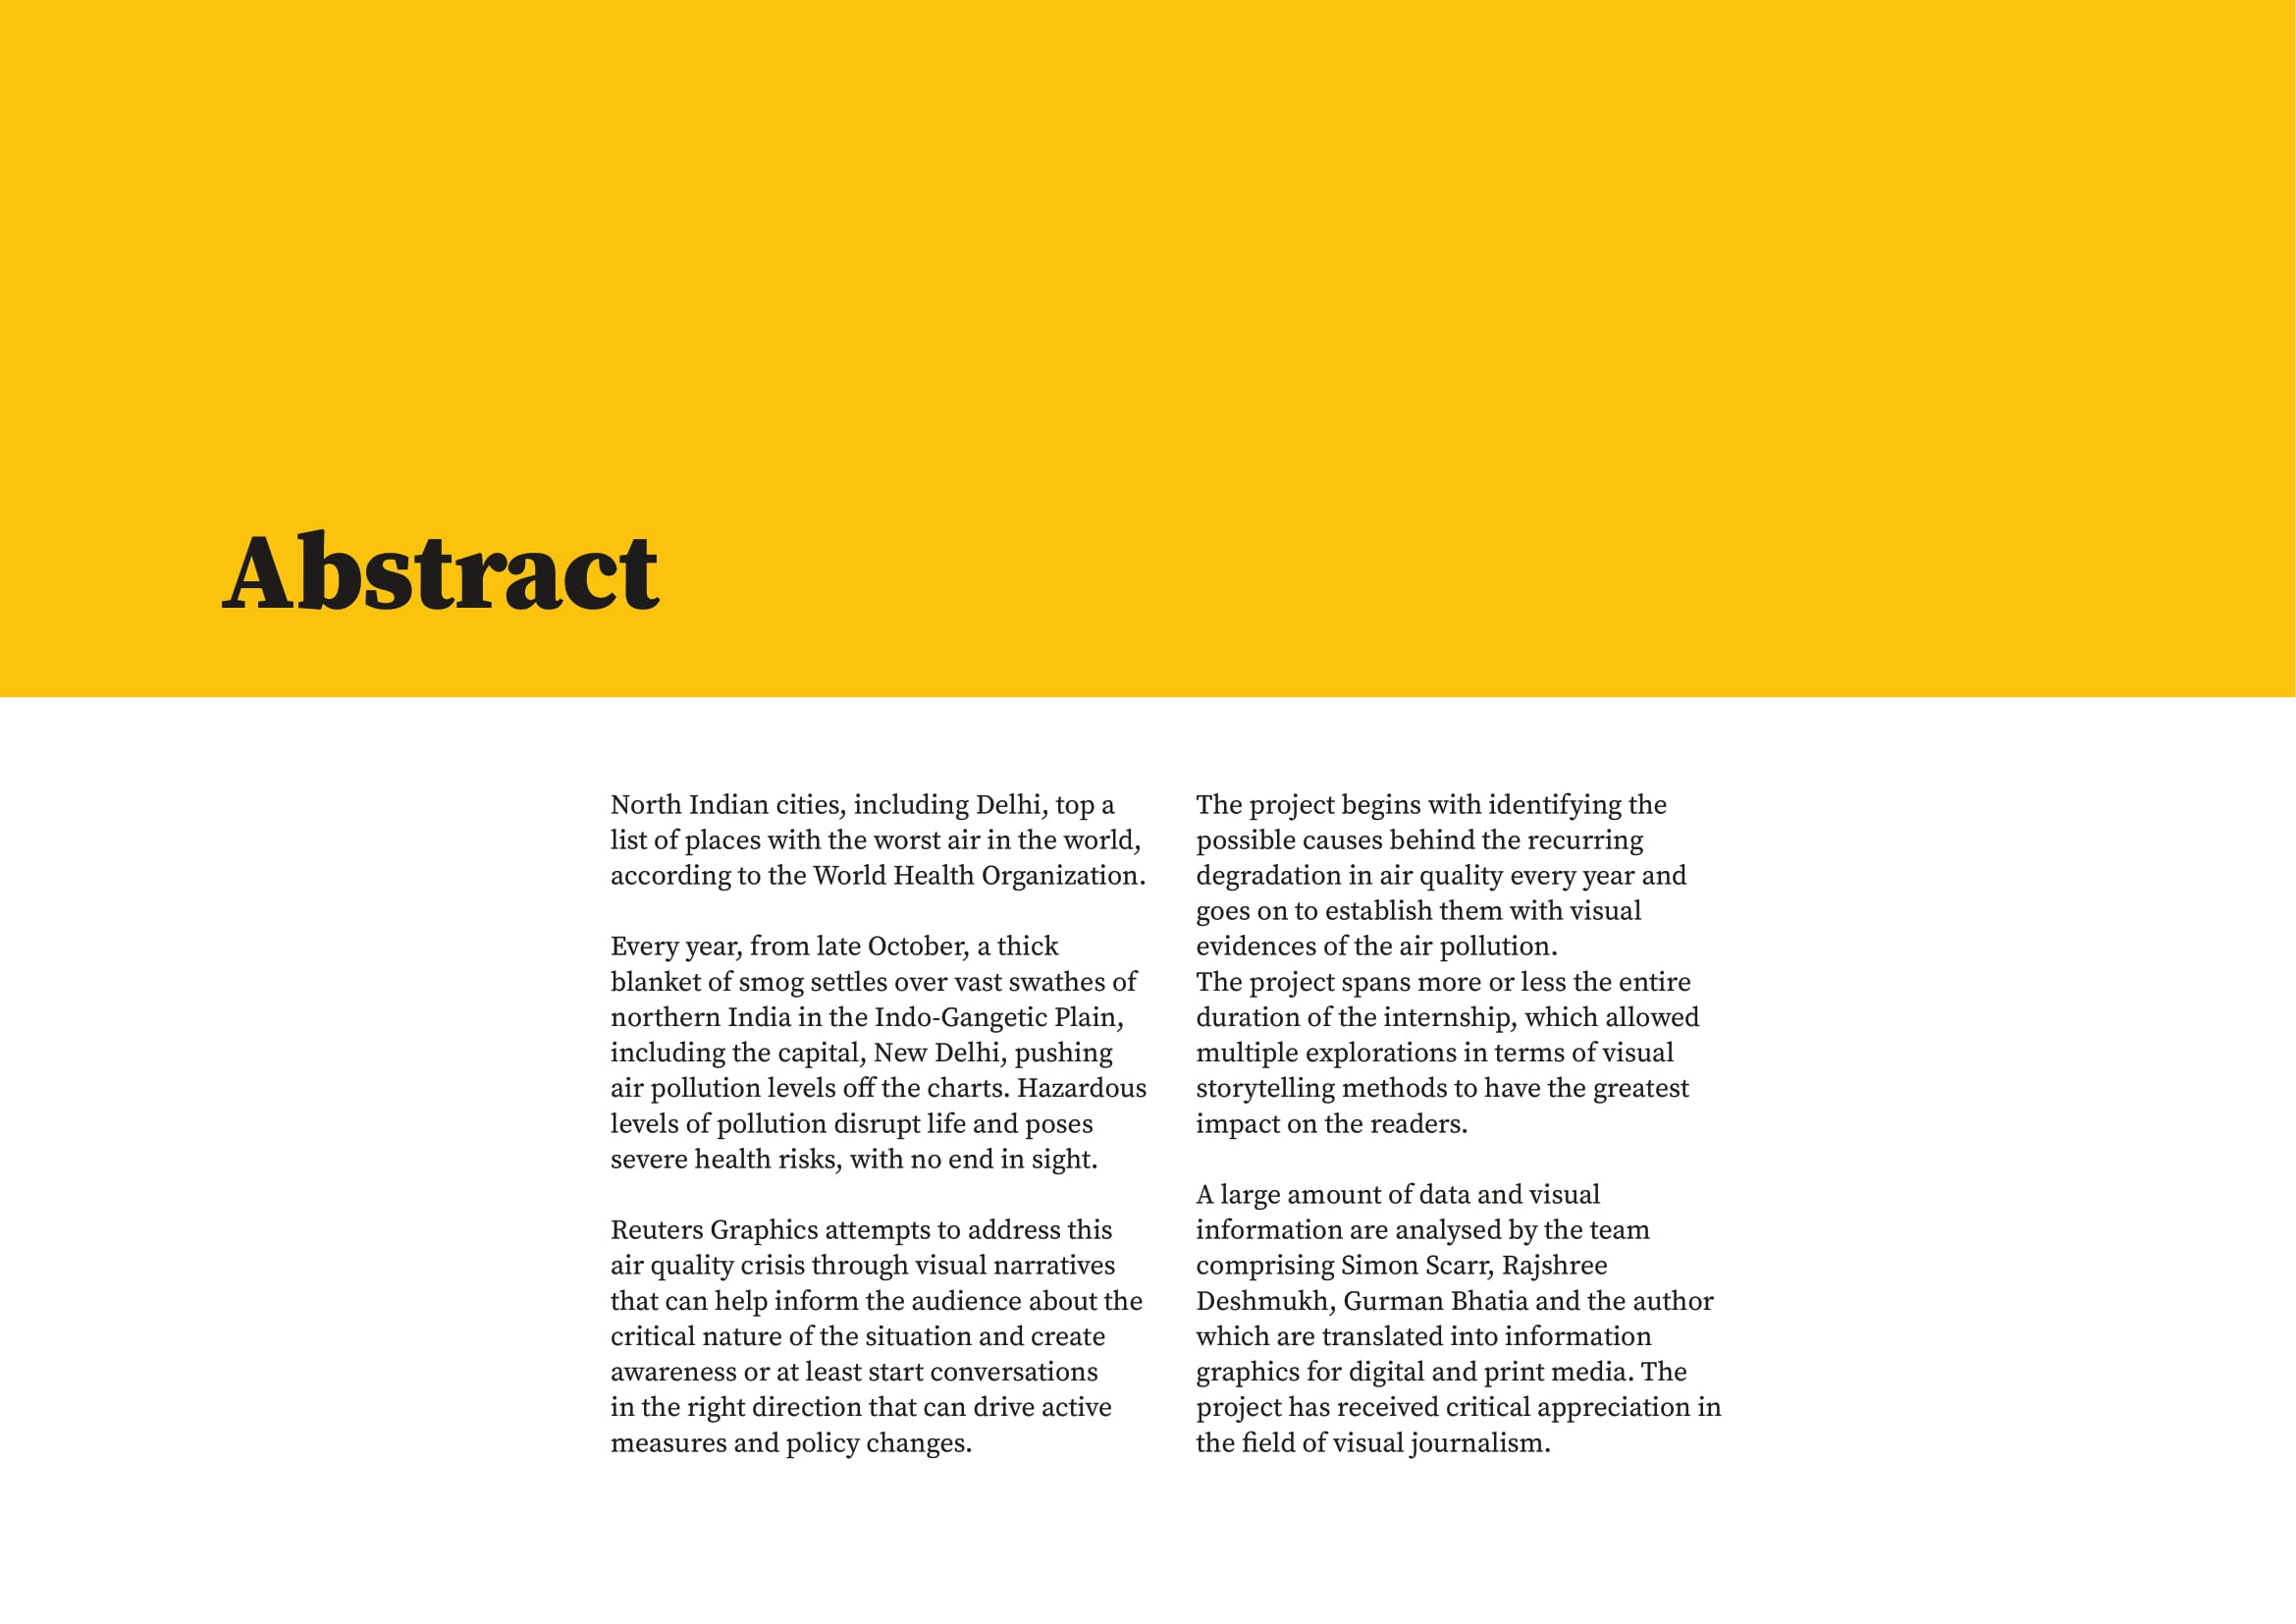 Abstract
North Indian cities, including Delhi, top a
list of places with the worst air in the world,
according to the World Health Organization.
Every year, from late October, a thick
blanket of smog settles over vast swathes of
northern India in the Indo-Gangetic Plain,
including the capital, New Delhi, pushing
air pollution levels off the charts. Hazardous
levels of pollution disrupt life and poses
severe health risks, with no end in sight.
Reuters Graphics attempts to address this
air quality crisis through visual narratives
that can help inform the audience about the
critical nature of the situation and create
awareness or at least start conversations
in the right direction that can drive active
measures and policy changes.
The project begins with identifying the
possible causes behind the recurring
degradation in air quality every year and
goes on to establish them with visual
evidences of the air pollution.
The project spans more or less the entire
duration of the internship, which allowed
multiple explorations in terms of visual
storytelling methods to have the greatest
impact on the readers.
A large amount of data and visual
information are analysed by the team
comprising Simon Scarr, Rajshree
Deshmukh, Gurman Bhatia and the author
which are translated into information
graphics for digital and print media. The
project has received critical appreciation in
the field of visual journalism.